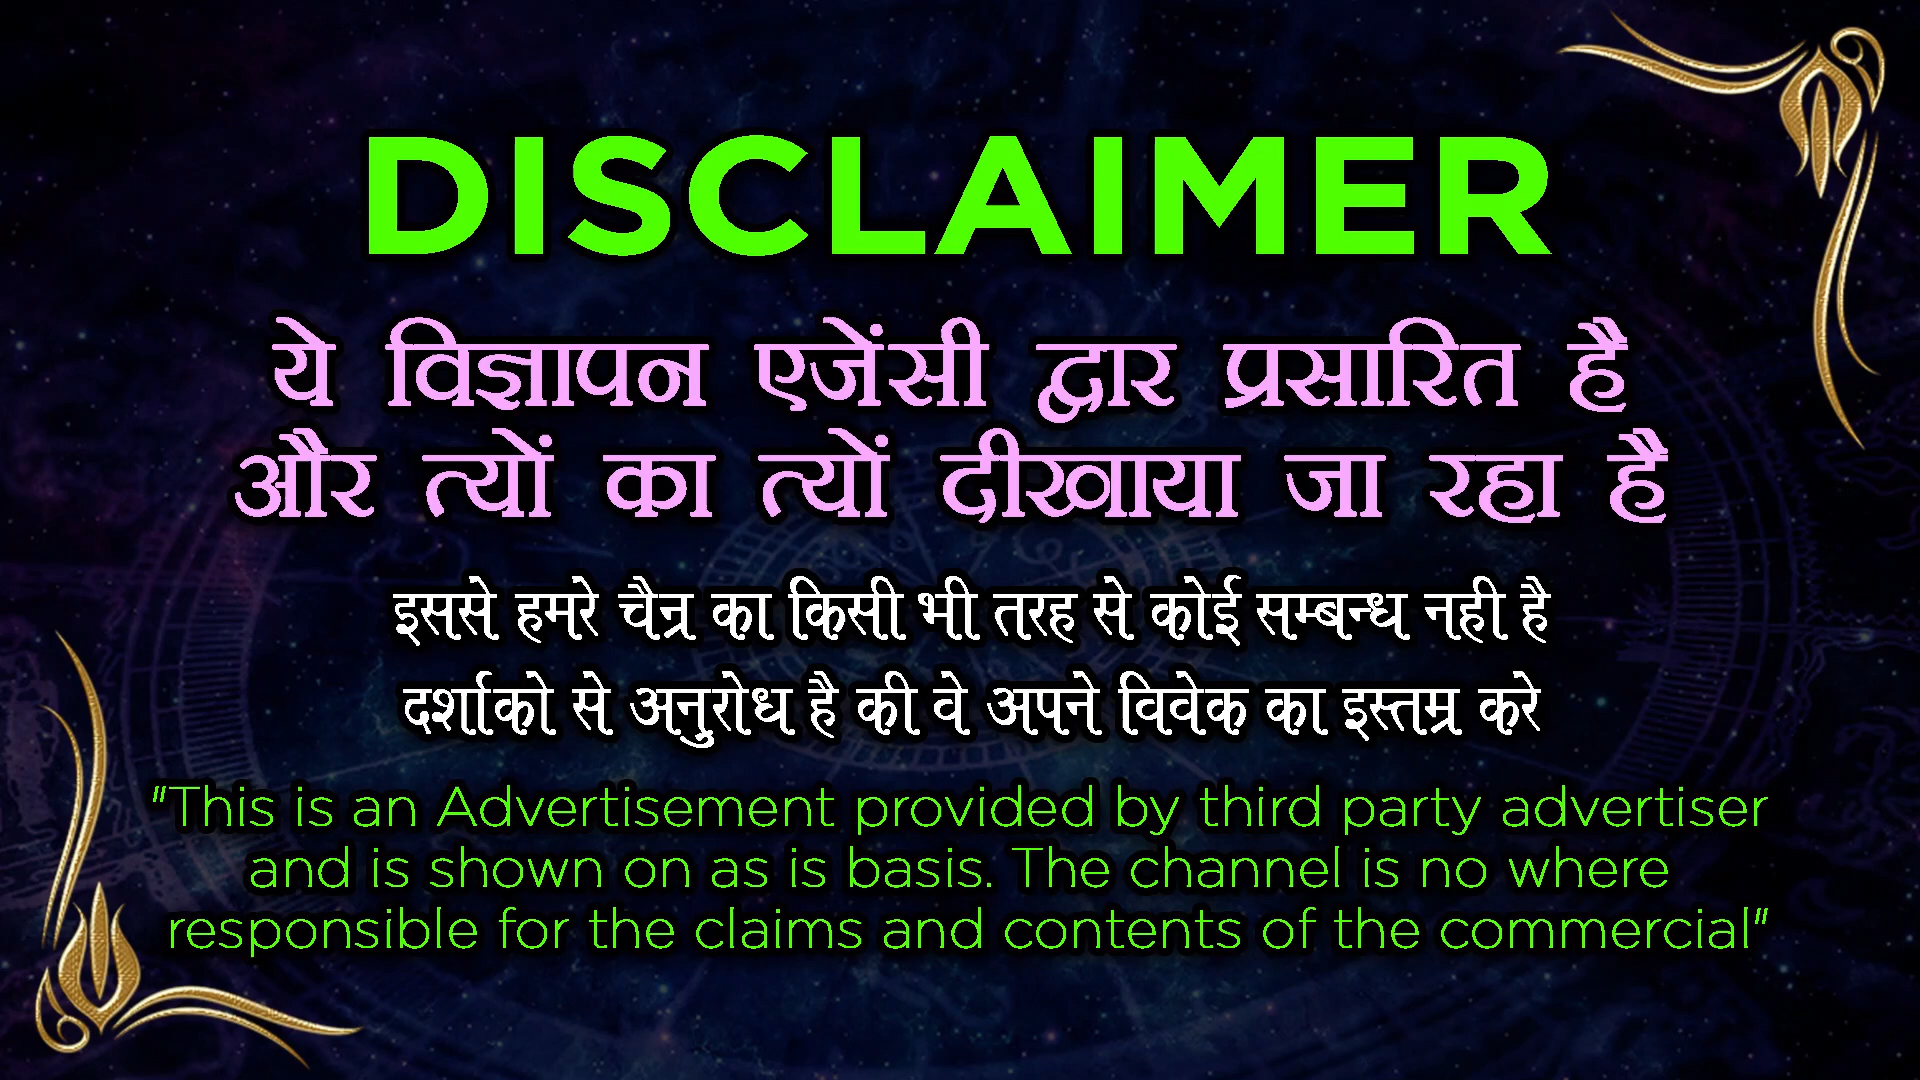 DISCLAIMER
ये विज्ञापन एजेंसी द्वार प्रसारित है
और त्यों का त्यों दीखाया जा रहा है
इससे हमरे चैन्र का किसी भी तरह से कोई सम्बन्ध नही है
दर्शाको से अनुरोध है की वे अपने विवेक का इस्तम्र करे
"This is an Advertisement provided by third party advertiser
and is shown on as is basis. The channel is no where
responsible for the claims and contents of the commercial"